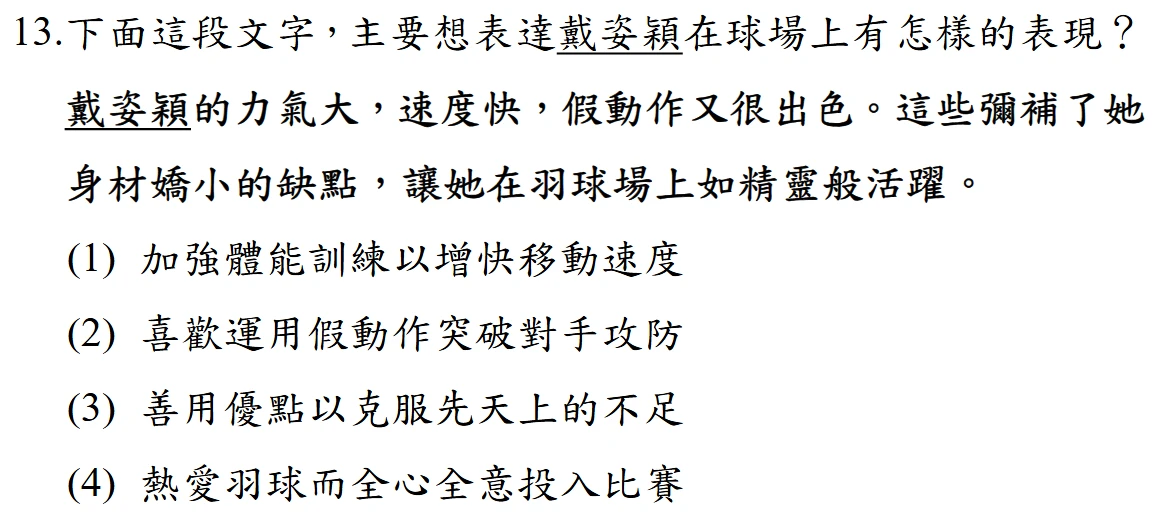 13.下面這段文字，主要想表達戴姿穎在球場上有怎樣的表現？
戴姿穎的力氣大，速度快，假動作又很出色。這些彌補了她
身材嬌小的缺點，讓她在羽球場上如精靈般活躍。
(1) 加強體能訓練以增快移動速度
(2) 喜歡運用假動作突破對手攻防
(3) 善用優點以克服先天上的不足
(4) 熱愛羽球而全心全意投入比賽